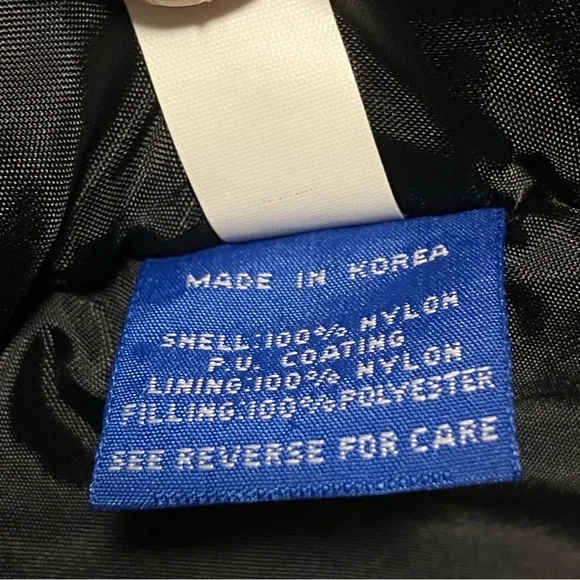 MADE IN KOREA
SHELL:100% NYLON
P.U. COATING
LINING:100% NYLON
FILLING:100%POLYESTER
SEE REVERSE FOR CARE